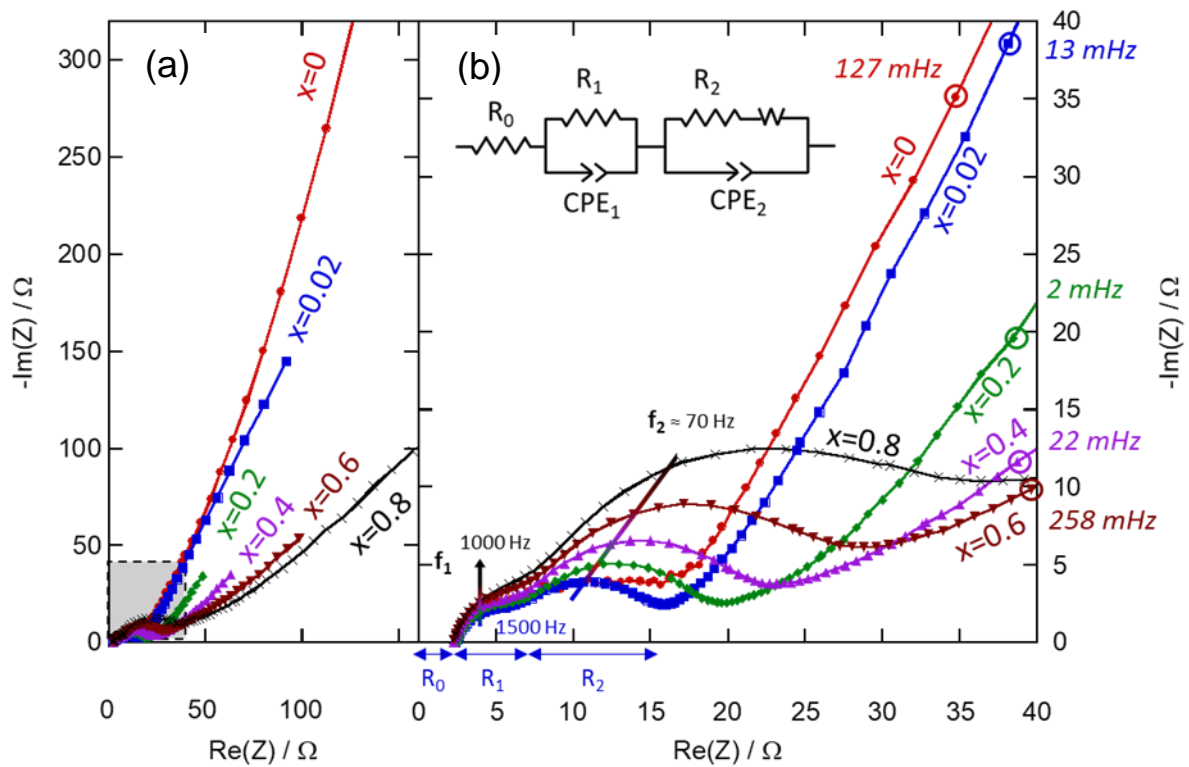 (a)
(b)
300
250
200
150
100
50
0
-Im(Z) / Ω
x=0
x=0.02
x=0.2
x=0.4
x=0.6
x=0.8
0
50
100
Re(Z) / Ω
R0
R1
CPE1
R2
W
CPE2
127 mHz
13 mHz
2 mHz
22 mHz
258 mHz
x=0
x=0.02
x=0.2
x=0.4
x=0.6
x=0.8
f2 ≈ 70 Hz
f1
1000 Hz
1500 Hz
R0
R1
R2
0
5
10
15
20
25
30
35
40
Re(Z) / Ω
40
35
30
25
20
15
10
5
0
-Im(Z) / Ω